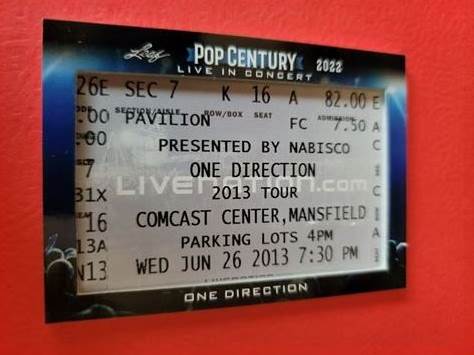 Leaf POP CENTURY 2022
LIVE IN CONCERT
26E SEC 7 K 16 A 82.00 E
SECTION/AISLE ROW/BOX SEAT ADMISSION
.00 PAVILION FC 7.50 A
PRESENTED BY NABISCO
7 ONE DIRECTION
LIVENATION.com
31X 2013 TOUR
16 COMCAST CENTER,MANSFIELD
13A PARKING LOTS 4PM
N13 WED JUN 26 2013 7:30 PM
ONE DIRECTION